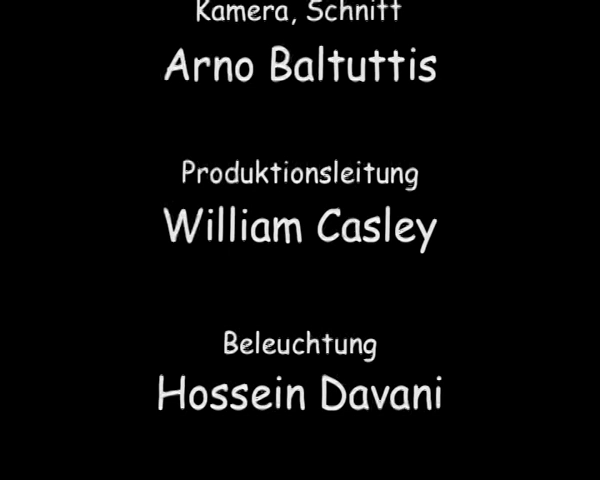 Kamera, Schnitt
Arno Baltuttis
Produktionsleitung
William Casley
Beleuchtung
Hossein Davani